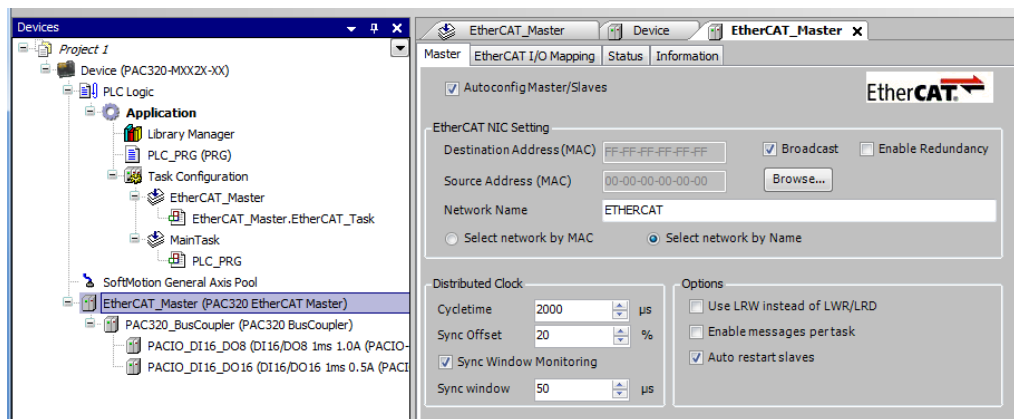 Devices
Project 1
Device (PAC320-MXX2X-XX)
PLC Logic
Application
Library Manager
PLC_PRG (PRG)
Task Configuration
EtherCAT_Master
EtherCAT_Master.EtherCAT_Task
MainTask
PLC_PRG
SoftMotion General Axis Pool
EtherCAT_Master (PAC320 EtherCAT Master)
PAC320_BusCoupler (PAC320 BusCoupler)
PACIO_DI16_DO8 (DI16/DO8 1ms 1.0A (PACIO-
PACIO_DI16_DO16 (DI16/DO16 1ms 0.5A (PACI
EtherCAT_Master Device EtherCAT_Master X
Master EtherCAT I/O Mapping Status Information
Autoconfig Master/Slaves
EtherCAT.
EtherCAT NIC Setting
Destination Address (MAC) FF-FF-FF-FF-FF-FF Broadcast Enable Redundancy
Source Address (MAC) 00-00-00-00-00-00 Browse...
Network Name ETHERCAT
Select network by MAC Select network by Name
Distributed Clock
Cycletime 2000 µs
Sync Offset 20 %
Sync Window Monitoring
Sync window 50 µs
Options
Use LRW instead of LWR/LRD
Enable messages per task
Auto restart slaves